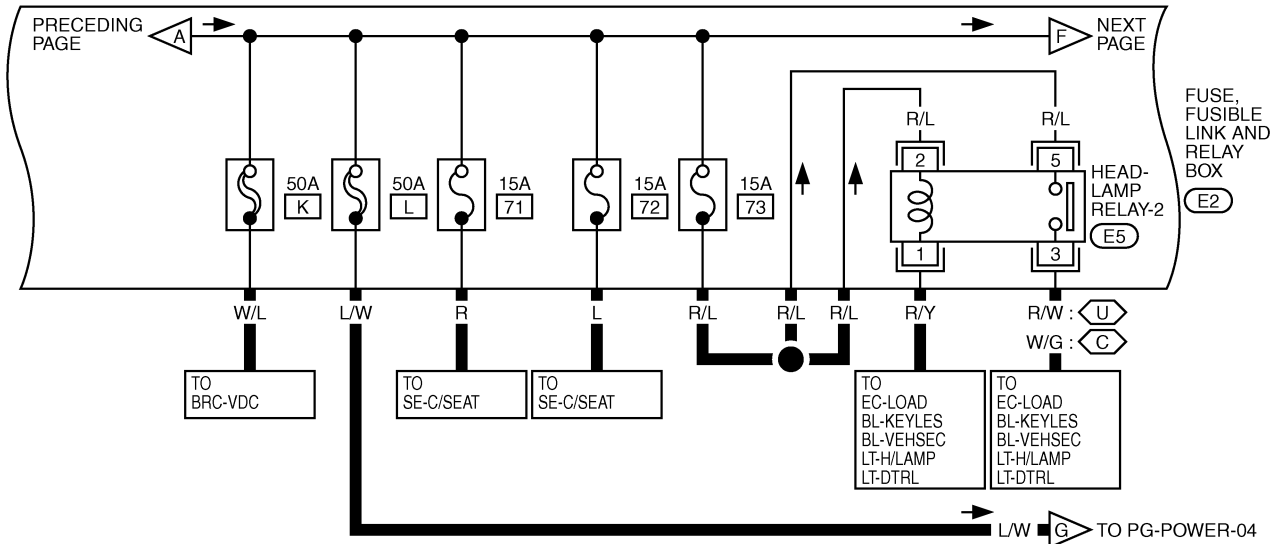 PRECEDING
PAGE
A
F
NEXT
PAGE
FUSE,
FUSIBLE
LINK AND
RELAY
BOX
E2
R/L
R/L
2
5
HEAD-
LAMP
RELAY-2
E5
1
3
50A
K
50A
L
15A
71
15A
72
15A
73
W/L
L/W
R
L
R/L
R/L
R/L
R/Y
R/W : U
W/G : C
TO
BRC-VDC
TO
SE-C/SEAT
TO
SE-C/SEAT
TO
EC-LOAD
BL-KEYLES
BL-VEHSEC
LT-H/LAMP
LT-DTRL
TO
EC-LOAD
BL-KEYLES
BL-VEHSEC
LT-H/LAMP
LT-DTRL
L/W G TO PG-POWER-04